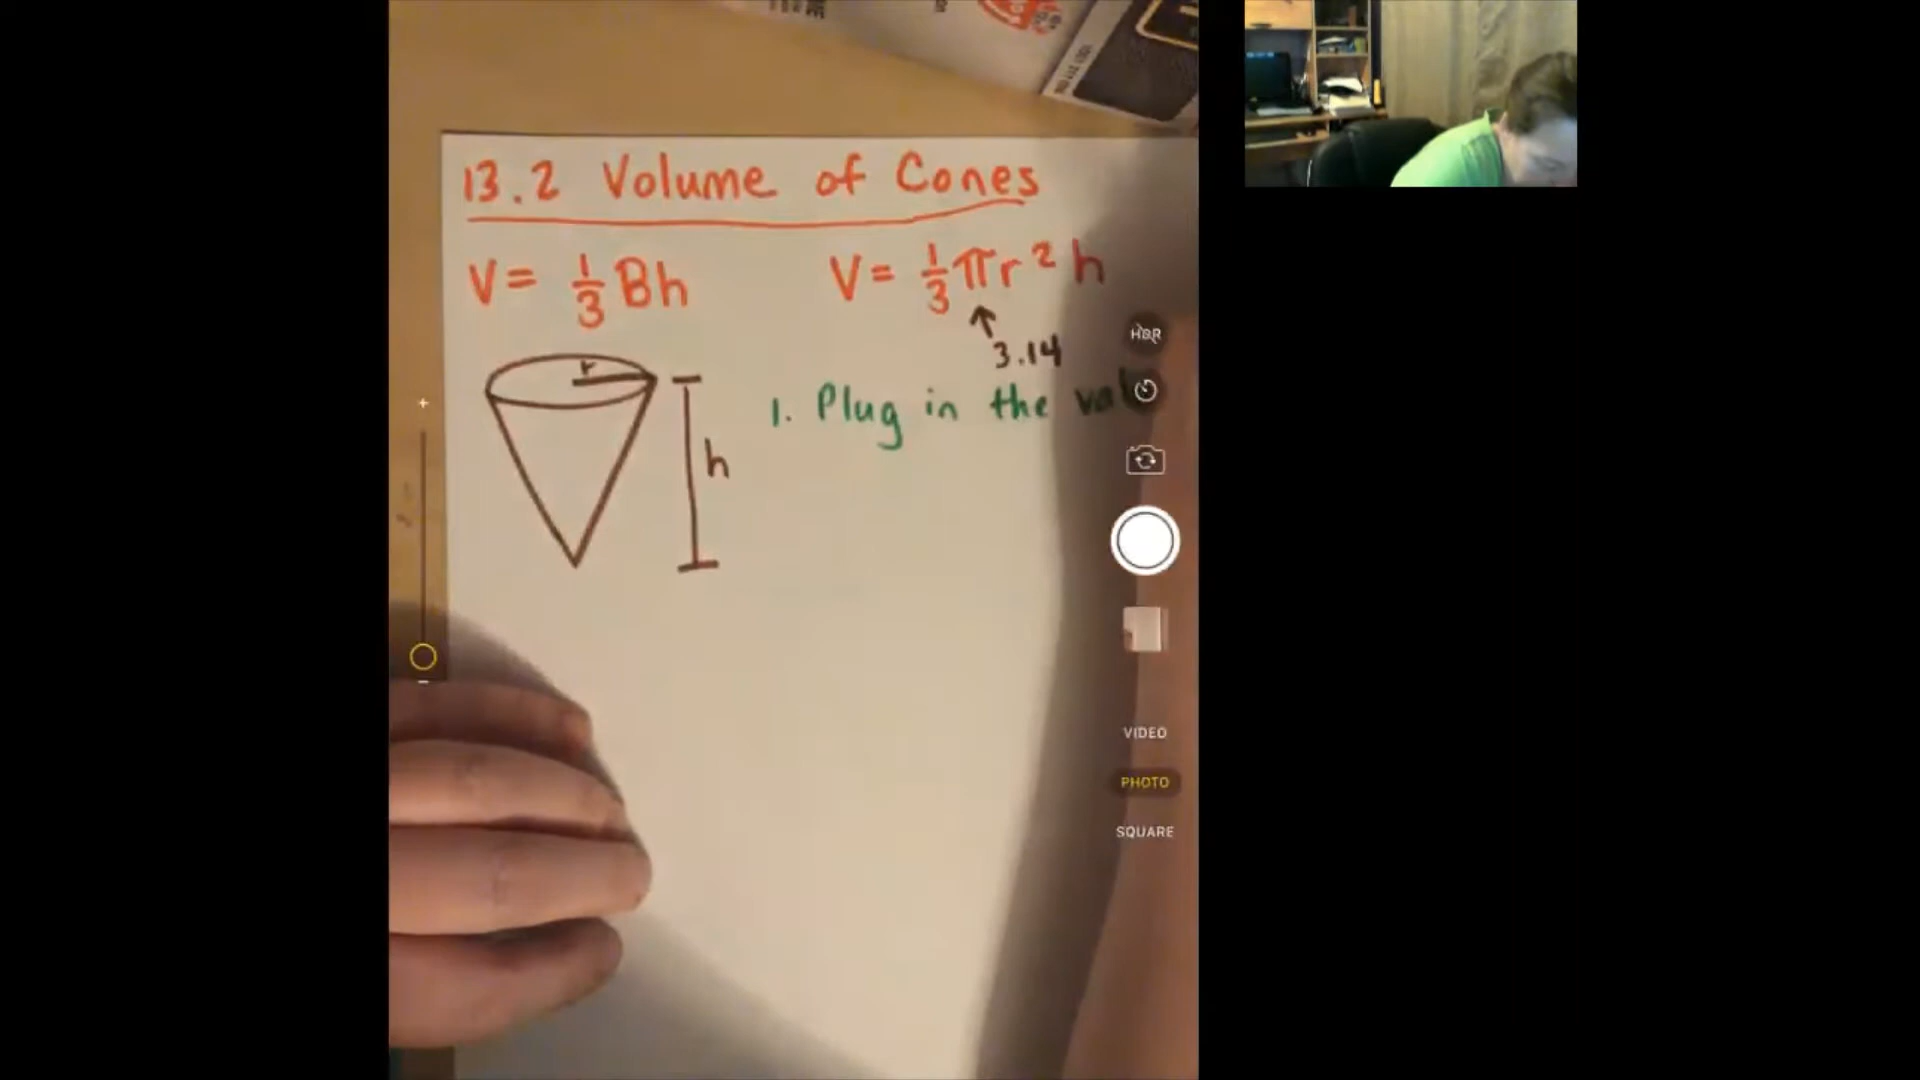 13.2 Volume of Cones
V = 1/3 Bh
V = 1/3 πr²h
3.14
r
h
1. Plug in the
HDR
VIDEO
PHOTO
SQUARE